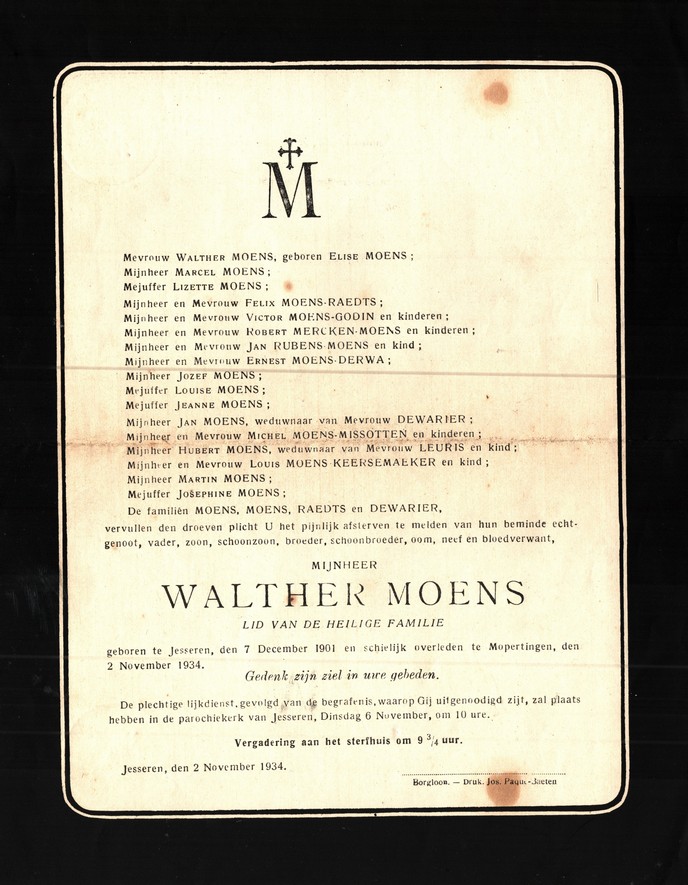 M
Mevrouw WALTHER MOENS, geboren ELISE MOENS ;
Mijnheer MARCEL MOENS ;
Mejuffer LIZETTE MOENS ;
Mijnheer en Mevrouw FELIX MOENS-RAEDTS ;
Mijnheer en Mevrouw VICTOR MOENS-GODIN en kinderen ;
Mijnheer en Mevrouw ROBERT MERCKEN-MOENS en kinderen ;
Mijnheer en Mevrouw JAN RUBENS-MOENS en kind ;
Mijnheer en Mevrouw ERNEST MOENS-DERWA ;
Mijnheer JOZEF MOENS ;
Mejuffer LOUISE MOENS ;
Mejuffer JEANNE MOENS ;
Mijnheer JAN MOENS, weduwnaar van Mevrouw DEWARIER ;
Mijnheer en Mevrouw MICHEL MOENS-MISSOTTEN en kinderen ;
Mijnheer HUBERT MOENS, weduwnaar van Mevrouw LEURIS en kind ;
Mijnheer en Mevrouw LOUIS MOENS-KEERSEMAEKER en kind ;
Mijnheer MARTIN MOENS ;
Mejuffer JOSEPHINE MOENS ;
De familiën MOENS, MOENS, RAEDTS en DEWARIER,
vervullen den droeven plicht U het pijnlijk afsterven te melden van hun beminde echt-
genoot, vader, zoon, schoonzoon, broeder, schoonbroeder, oom, neef en bloedverwant,
MIJNHEER
WALTHER MOENS
LID VAN DE HEILIGE FAMILIE
geboren te Jesseren, den 7 December 1901 en schielijk overleden te Mopertingen, den
2 November 1934.
Gedenk zijn ziel in uwe gebeden.
De plechtige lijkdienst, gevolgd van de begrafenis, waarop Gij uitgenoodigd zijt, zal plaats
hebben in de parochiekerk van Jesseren, Dinsdag 6 November, om 10 ure.
Vergadering aan het sterfhuis om 9 3/4 uur.
Jesseren, den 2 November 1934.
Borgloon. — Druk. Jos. Paque-Jaeten